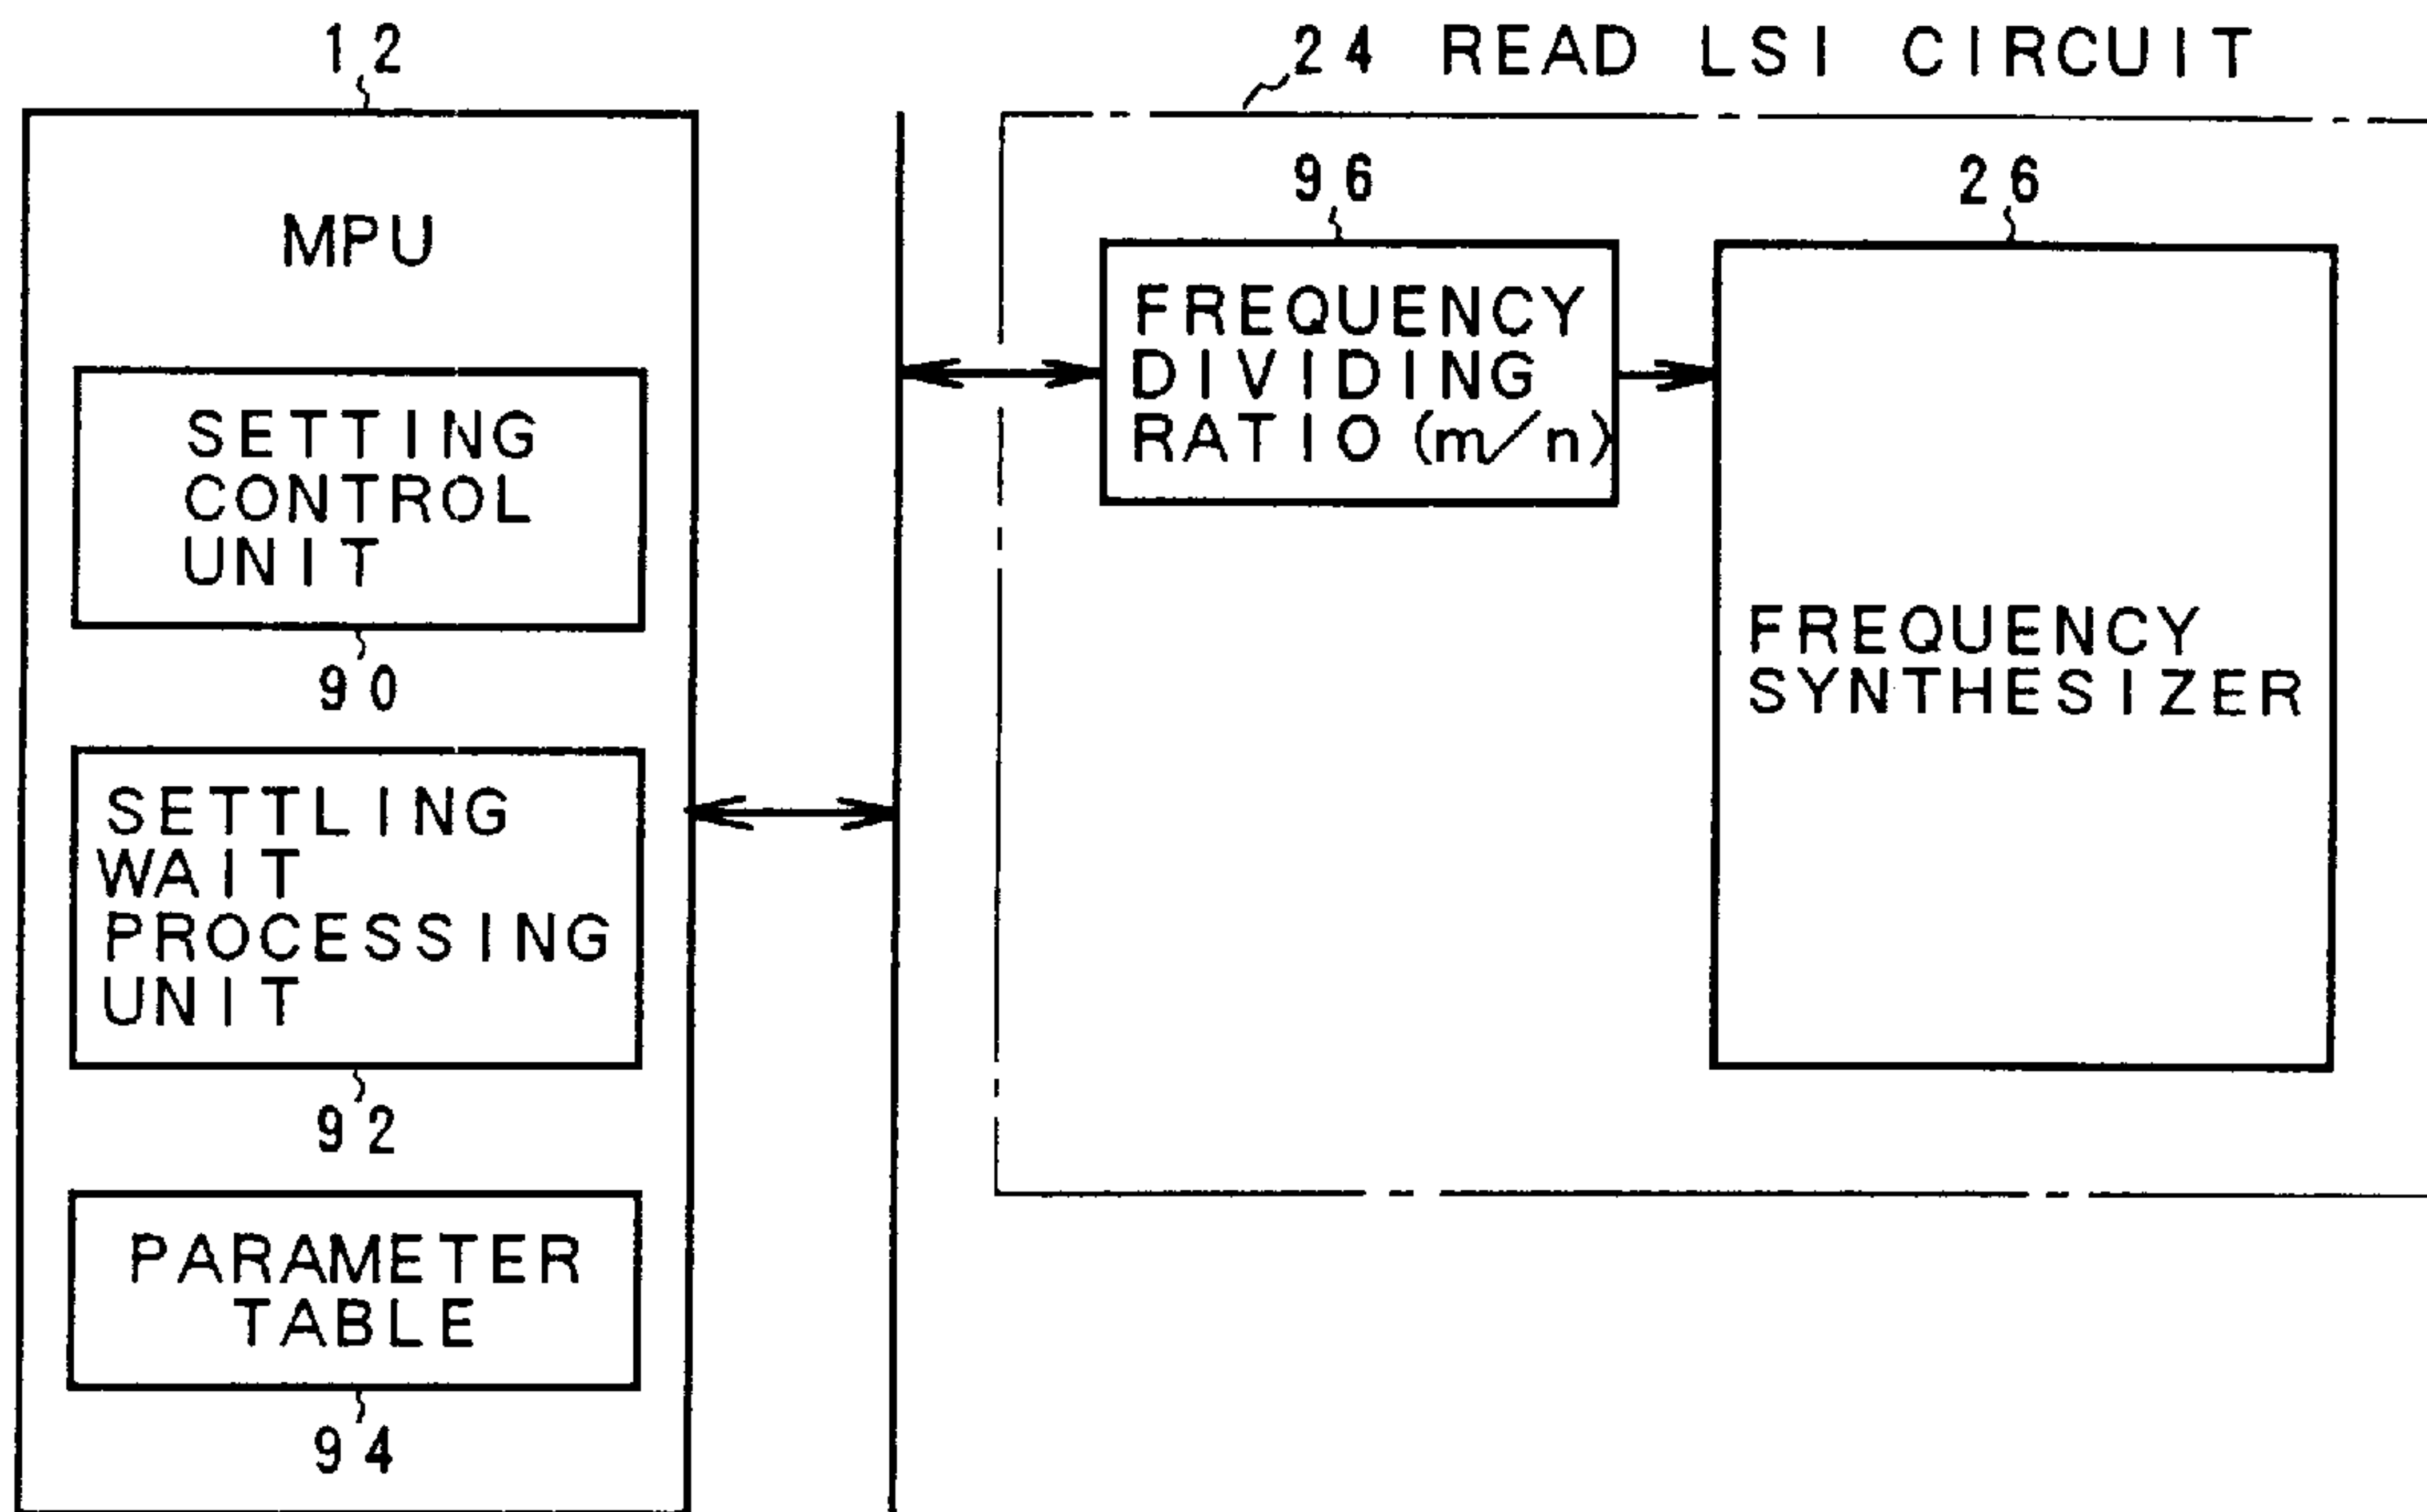 12
MPU
SETTING
CONTROL
UNIT
90
SETTLING
WAIT
PROCESSING
UNIT
92
PARAMETER
TABLE
94
24 READ LSI CIRCUIT
96
FREQUENCY
DIVIDING
RATIO (m/n)
26
FREQUENCY
SYNTHESIZER